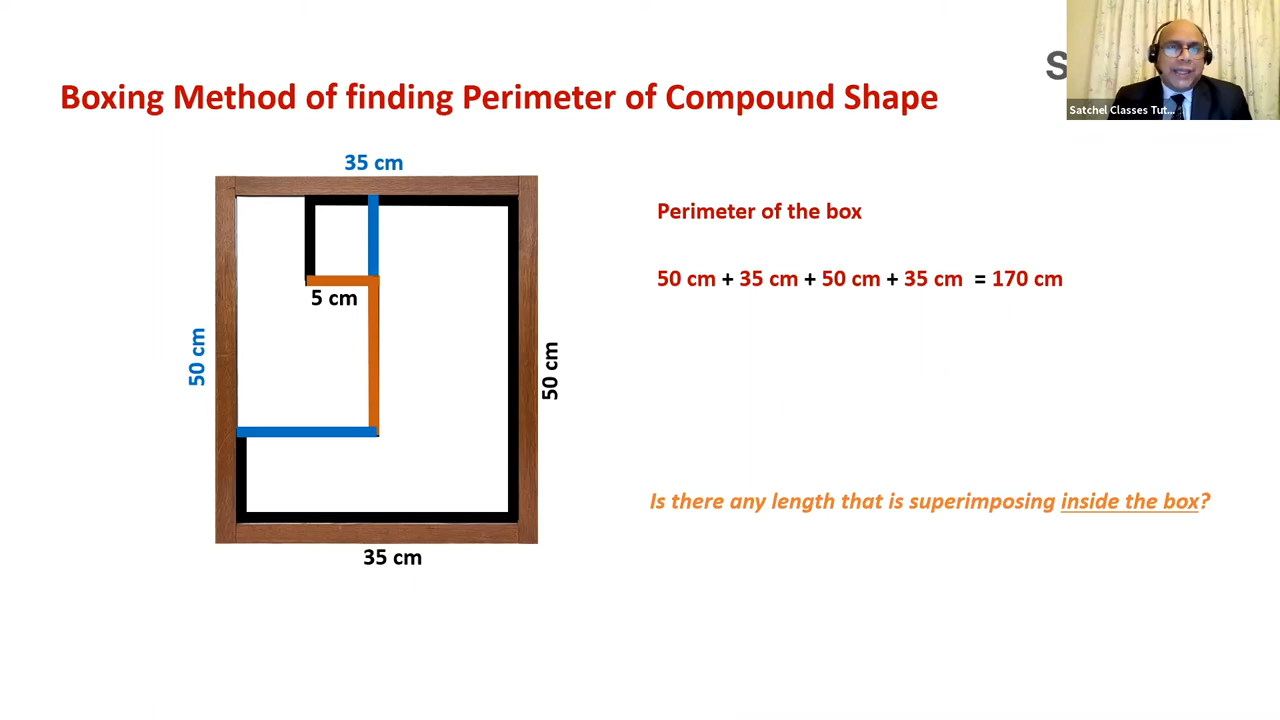 S
Satchel Classes Tut...
Boxing Method of finding Perimeter of Compound Shape
35 cm
Perimeter of the box
50 cm + 35 cm + 50 cm + 35 cm = 170 cm
5 cm
50 cm
50 cm
Is there any length that is superimposing inside the box?
35 cm